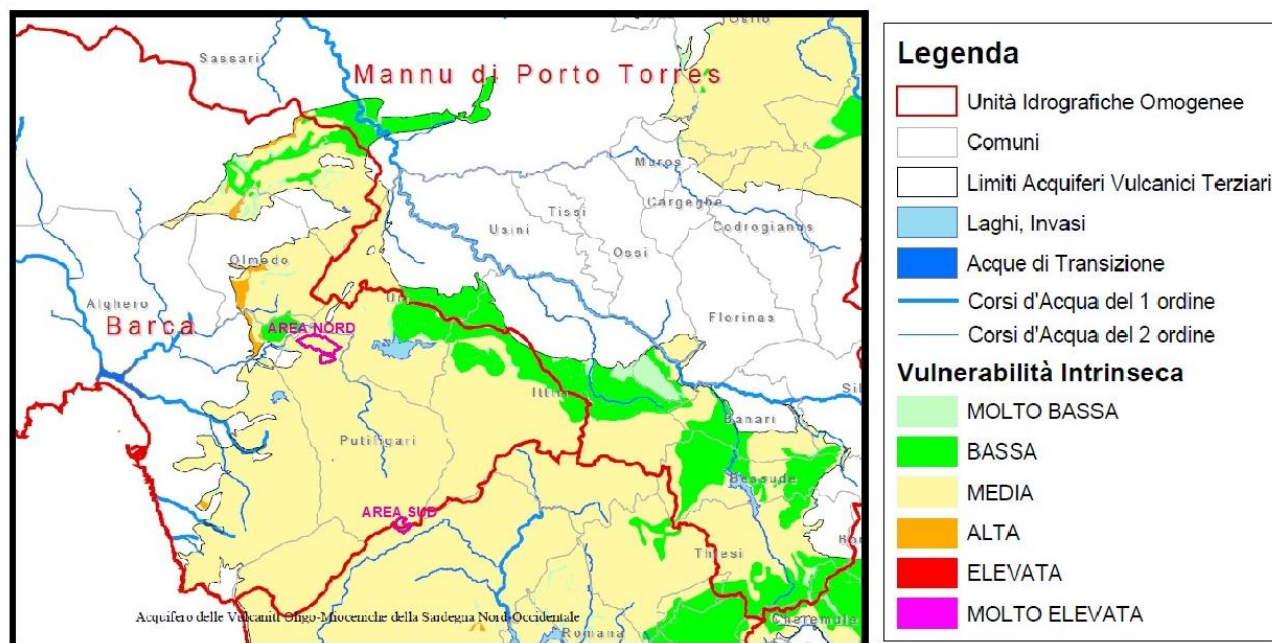 Osilo
Sassari
Mannu di Porto Torres
Muros
Cargeghe
Tissi
Usini
Codrogianus
Ossi
Olmedo
Alghero
Uri
Florinas
Barca
AREA NORD
Ittiri
Banari
Putifigari
Bessude
AREA SUD
Thiesi
Acquifero delle Vulcaniti Oligo-Mioceniche della Sardegna Nord-Occidentale
Romana
Cheremule
Legenda
Unità Idrografiche Omogenee
Comuni
Limiti Acquiferi Vulcanici Terziari
Laghi, Invasi
Acque di Transizione
Corsi d'Acqua del 1 ordine
Corsi d'Acqua del 2 ordine
Vulnerabilità Intrinseca
MOLTO BASSA
BASSA
MEDIA
ALTA
ELEVATA
MOLTO ELEVATA